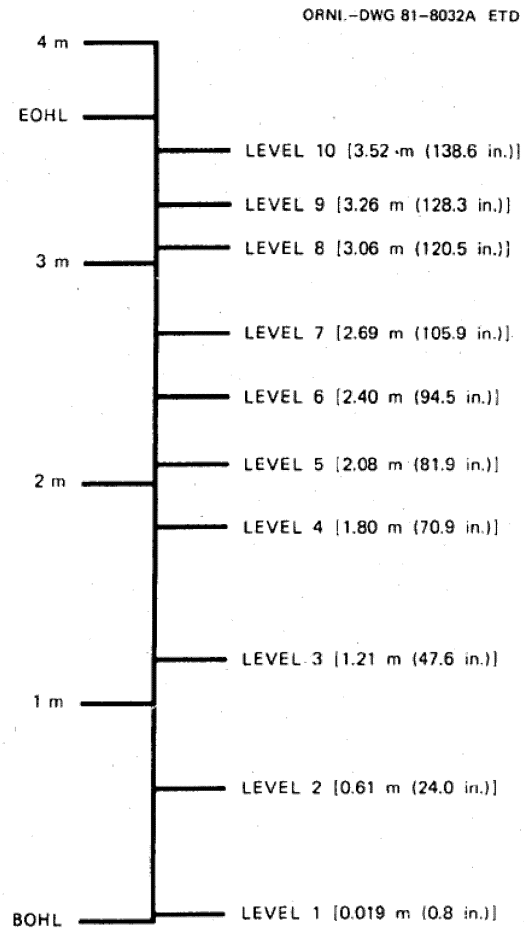 ORNL-DWG 81-8032A ETD
4 m
EOHL
LEVEL 10 [3.52 m (138.6 in.)]
LEVEL 9 [3.26 m (128.3 in.)]
LEVEL 8 [3.06 m (120.5 in.)]
3 m
LEVEL 7 [2.69 m (105.9 in.)]
LEVEL 6 [2.40 m (94.5 in.)]
LEVEL 5 [2.08 m (81.9 in.)]
2 m
LEVEL 4 [1.80 m (70.9 in.)]
LEVEL 3 [1.21 m (47.6 in.)]
1 m
LEVEL 2 [0.61 m (24.0 in.)]
LEVEL 1 [0.019 m (0.8 in.)]
BOHL